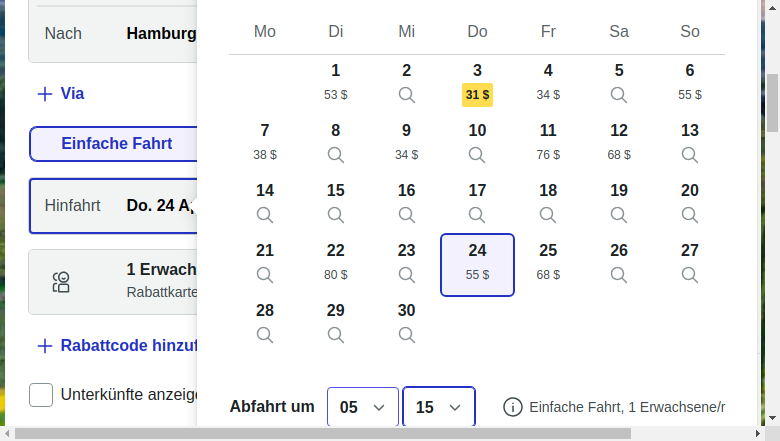 Nach Hamburg
Via
Einfache Fahrt
Hinfahrt Do. 24 A
1 Erwach
Rabattkarte
Rabattcode hinzuf
Unterkünfte anzeige
Mo Di Mi Do Fr Sa So
1 2 3 4 5 6
53 $ 31 $ 34 $ 55 $
7 8 9 10 11 12 13
38 $ 34 $ 76 $ 68 $
14 15 16 17 18 19 20
21 22 23 24 25 26 27
80 $ 55 $ 68 $
28 29 30
Abfahrt um 05 15 Einfache Fahrt, 1 Erwachsene/r